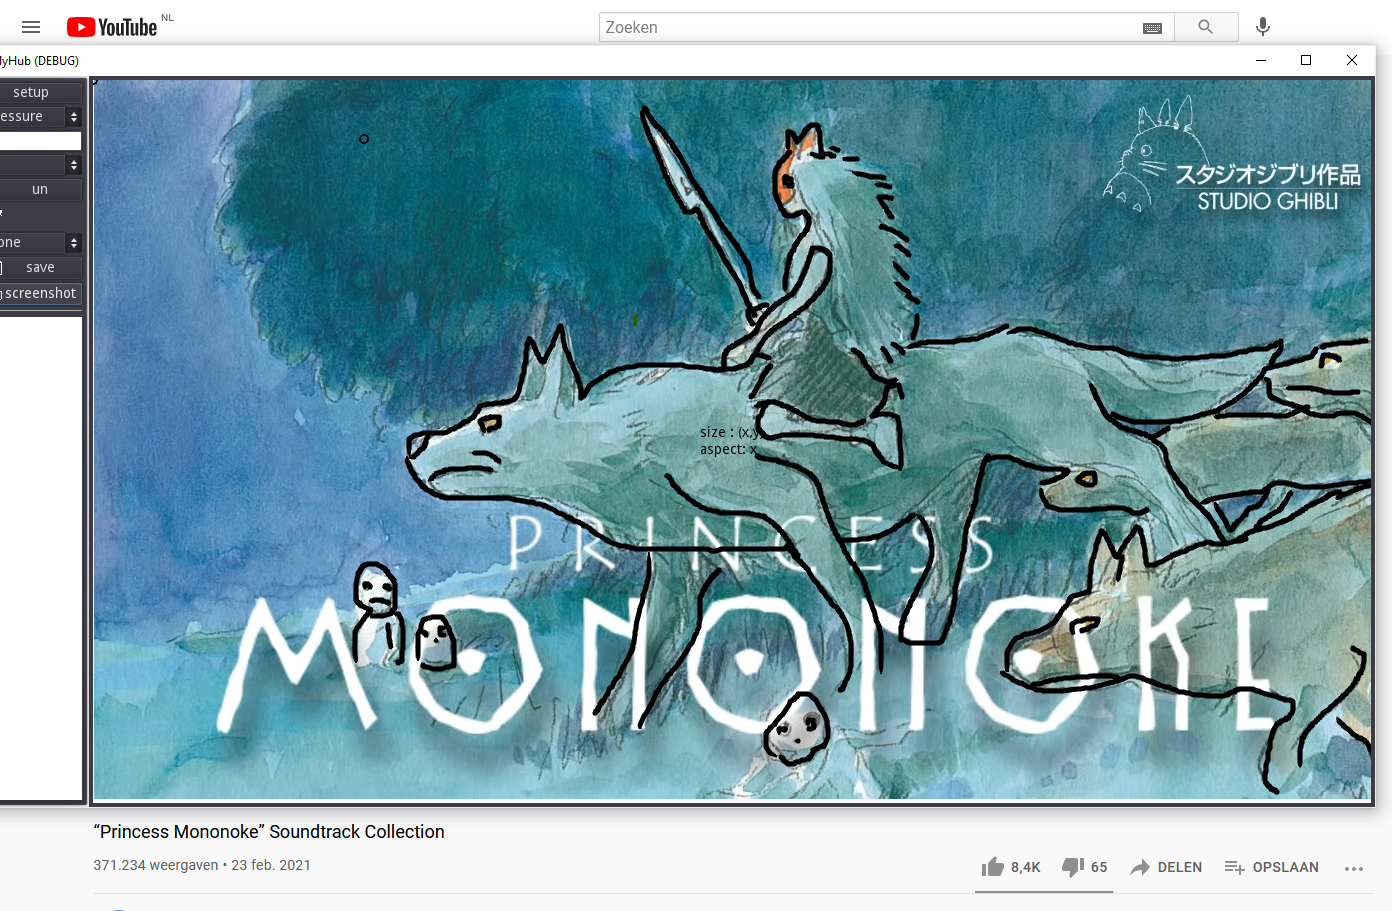 YouTube NL
Zoeken
lyHub (DEBUG)
setup
essure
un
one
save
screenshot
スタジオジブリ作品
STUDIO GHIBLI
size : (x,y)
aspect: x
PRINCESS
MONONOKE
“Princess Mononoke” Soundtrack Collection
371.234 weergaven • 23 feb. 2021
8,4K
65
DELEN
OPSLAAN